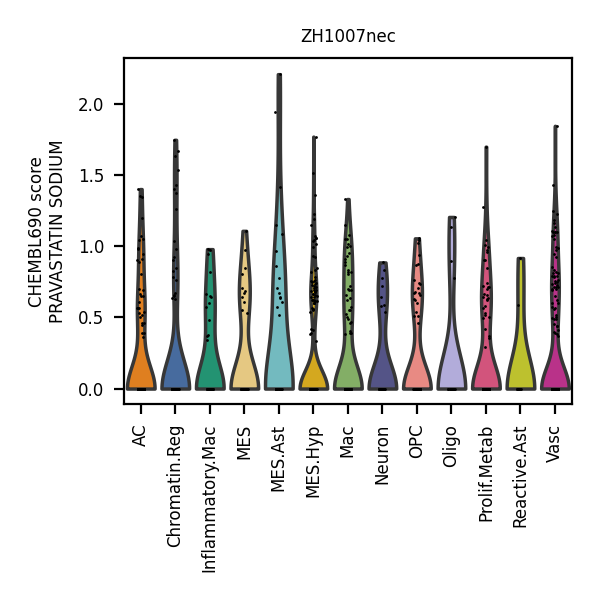 ZH1007nec
CHEMBL690 score
PRAVASTATIN SODIUM
2.0
1.5
1.0
0.5
0.0
AC
Chromatin.Reg
Inflammatory.Mac
MES
MES.Ast
MES.Hyp
Mac
Neuron
OPC
Oligo
Prolif.Metab
Reactive.Ast
Vasc